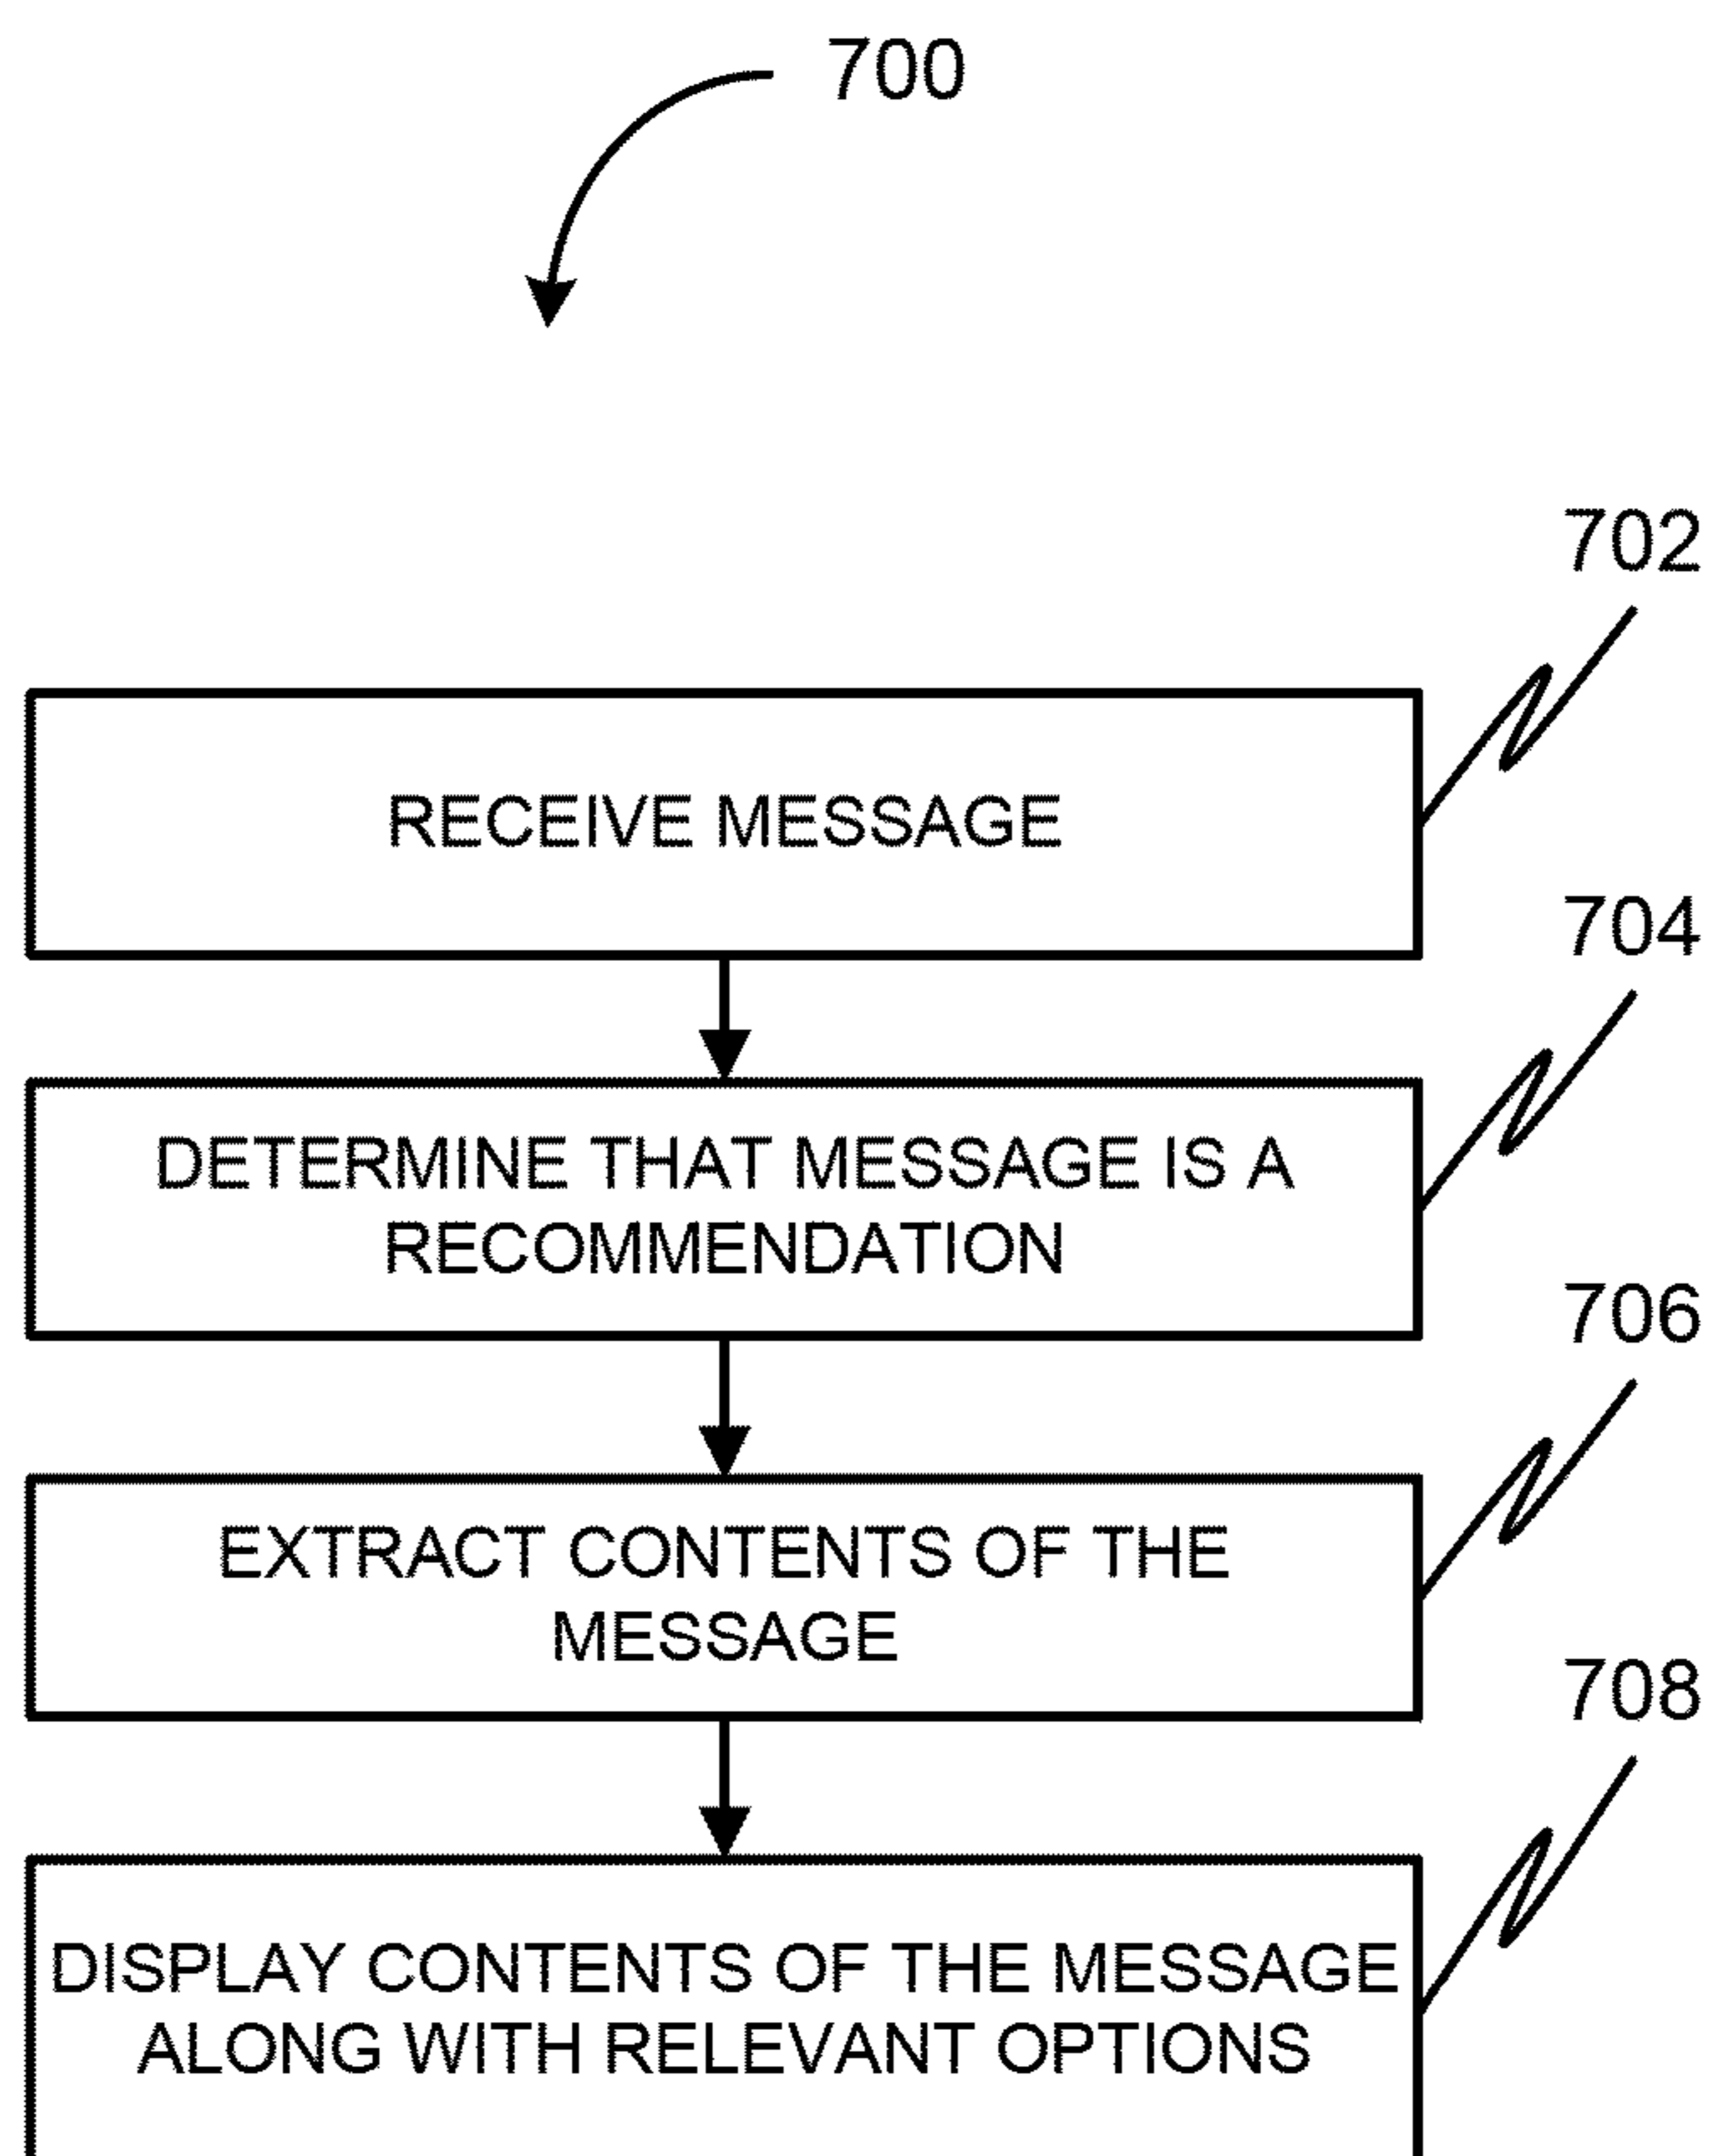 700
702
RECEIVE MESSAGE
704
DETERMINE THAT MESSAGE IS A
RECOMMENDATION
706
EXTRACT CONTENTS OF THE
MESSAGE
708
DISPLAY CONTENTS OF THE MESSAGE
ALONG WITH RELEVANT OPTIONS